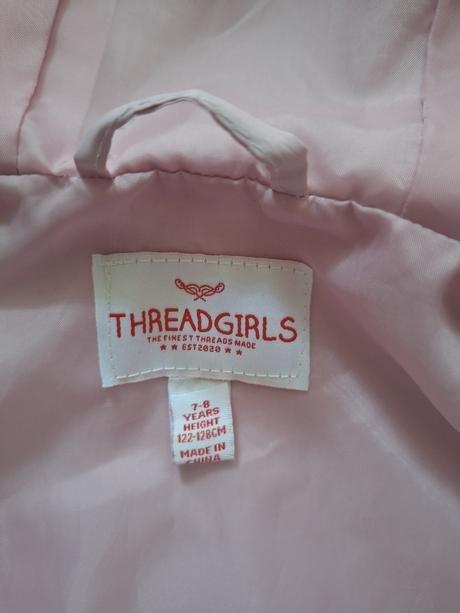 THREADGIRLS
THE FINEST THREADS MADE
★★ EST2020 ★★
7-8
YEARS
HEIGHT
122-128CM
MADE IN
CHINA